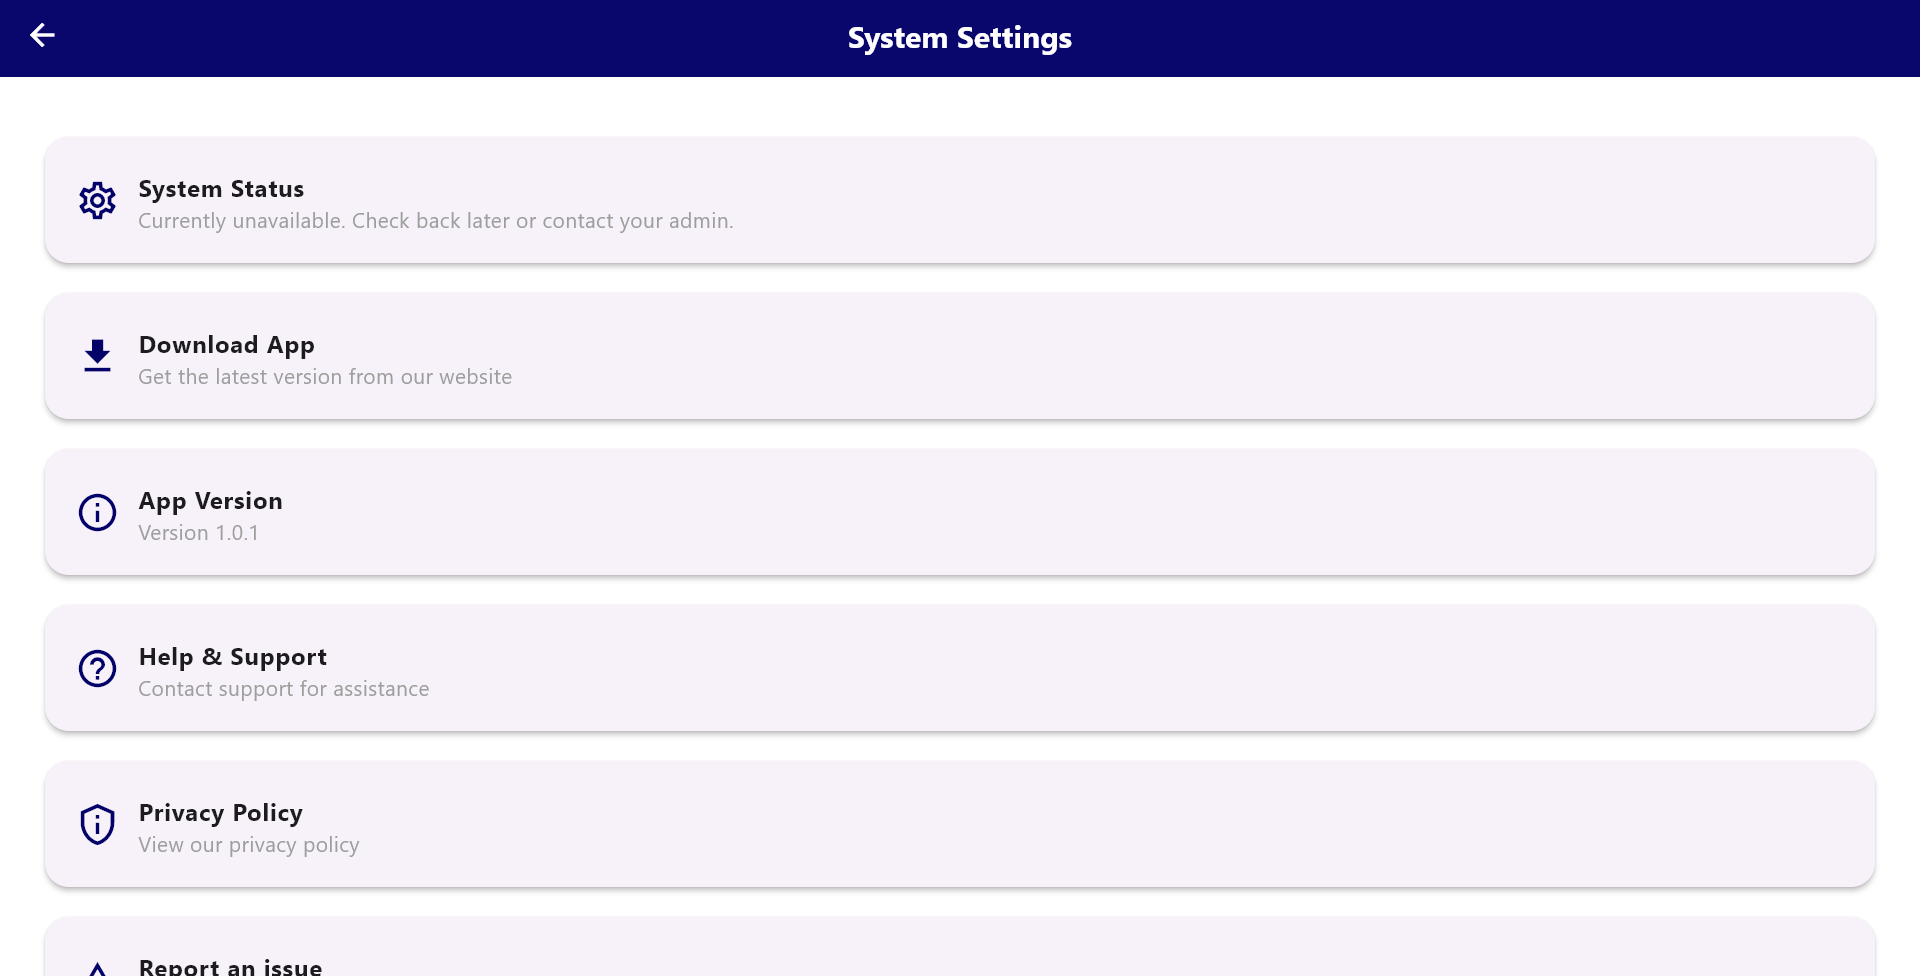 System Settings
System Status
Currently unavailable. Check back later or contact your admin.
Download App
Get the latest version from our website
App Version
Version 1.0.1
Help & Support
Contact support for assistance
Privacy Policy
View our privacy policy
Report an issue